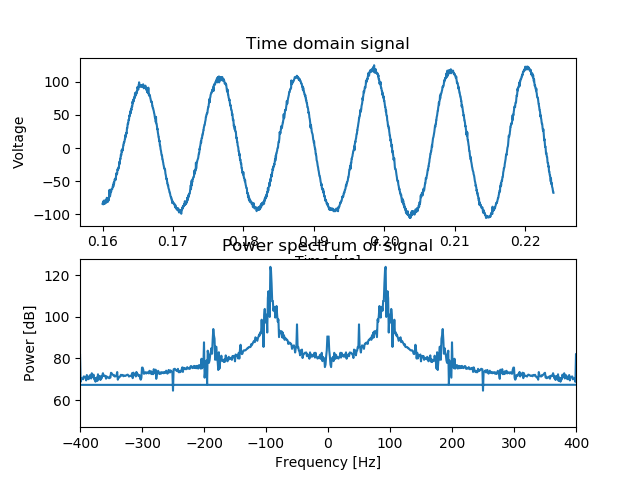 Time domain signal
Voltage
100
50
0
−50
−100
0.16 0.17 0.18 0.19 0.20 0.21 0.22
Power spectrum of signal
Power [dB]
120
100
80
60
−400 −300 −200 −100 0 100 200 300 400
Frequency [Hz]